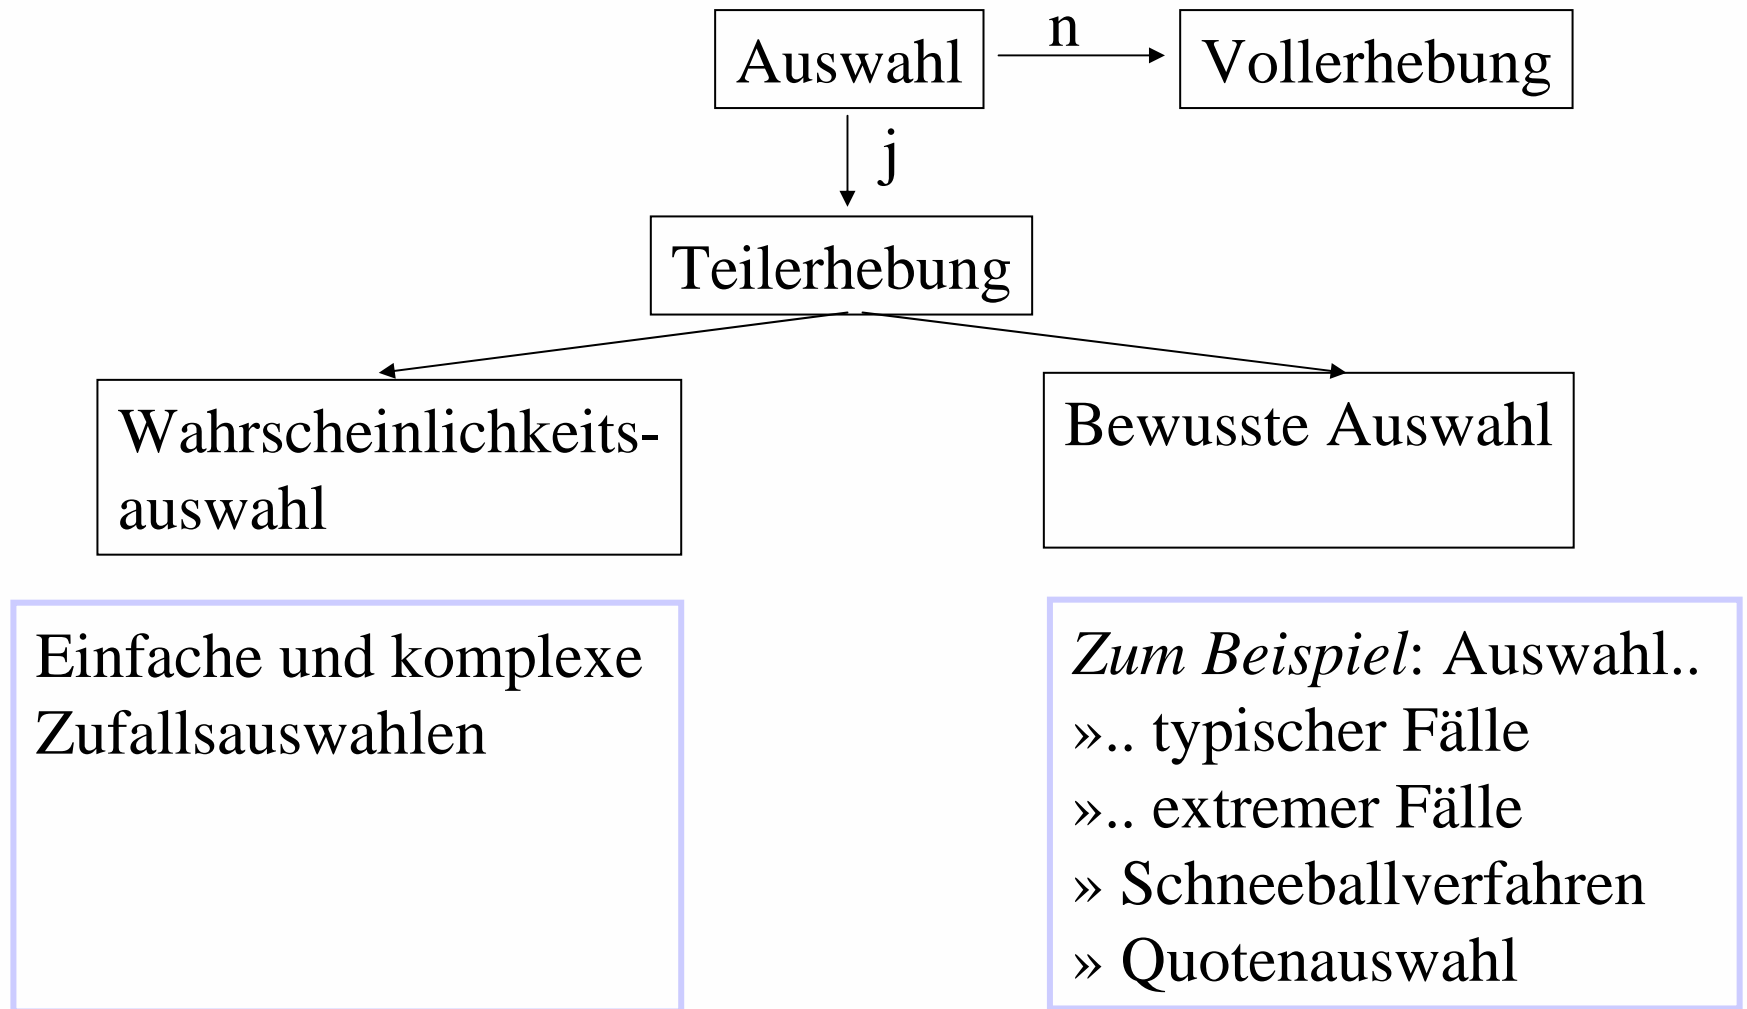 Auswahl
n
Vollerhebung
j
Teilerhebung
Wahrscheinlichkeits-
auswahl
Bewusste Auswahl
Einfache und komplexe
Zufallsauswahlen
Zum Beispiel: Auswahl..
».. typischer Fälle
».. extremer Fälle
» Schneeballverfahren
» Quotenauswahl